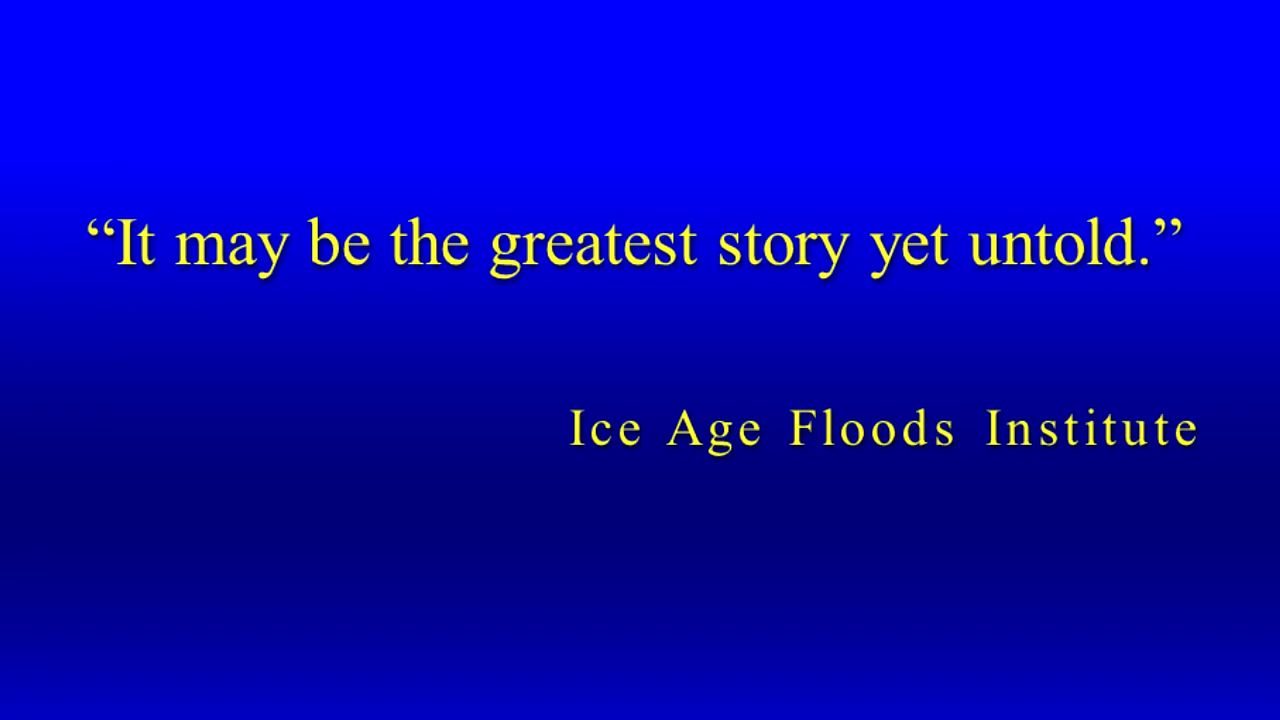 “It may be the greatest story yet untold.”
Ice Age Floods Institute